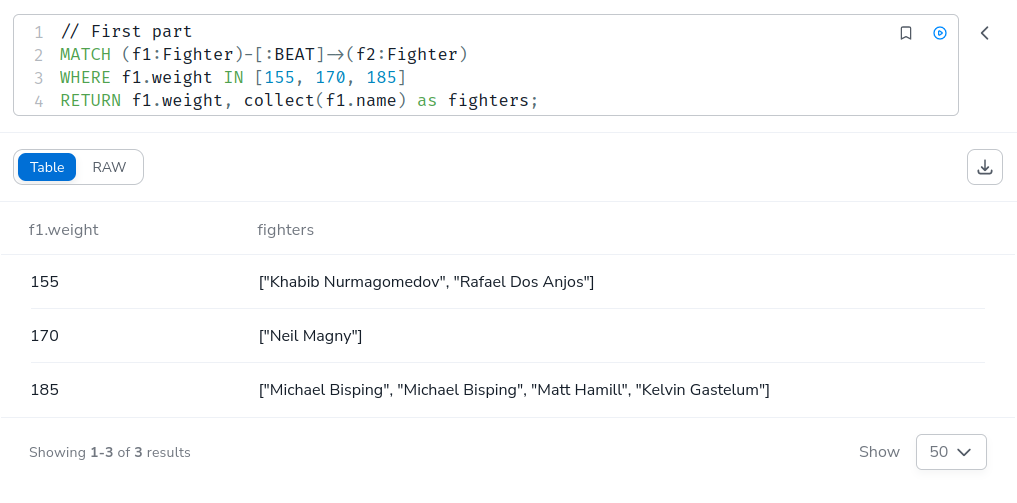 1 // First part
2 MATCH (f1:Fighter)-[:BEAT]->(f2:Fighter)
3 WHERE f1.weight IN [155, 170, 185]
4 RETURN f1.weight, collect(f1.name) as fighters;
Table RAW
f1.weight fighters
155 ["Khabib Nurmagomedov", "Rafael Dos Anjos"]
170 ["Neil Magny"]
185 ["Michael Bisping", "Michael Bisping", "Matt Hamill", "Kelvin Gastelum"]
Showing 1-3 of 3 results Show 50